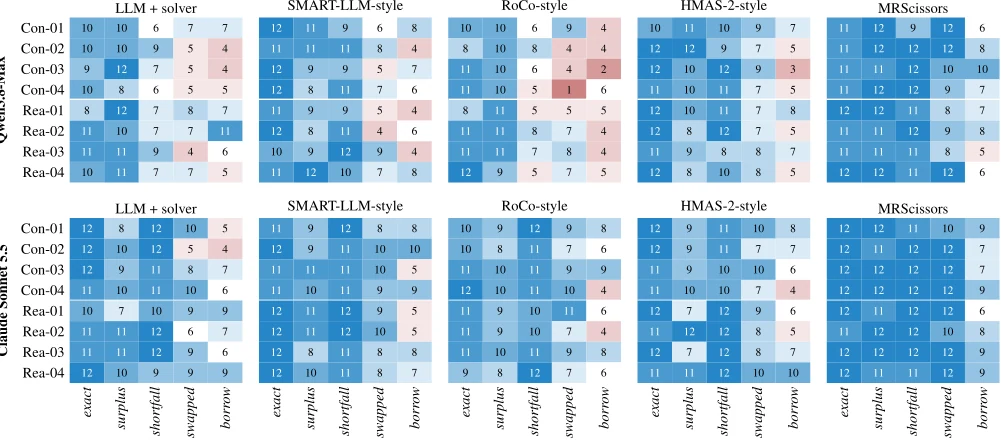 LLM + solver SMART-LLM-style RoCo-style HMAS-2-style MRScissors
Con-01 10 10 6 7 7 12 11 9 6 8 10 10 6 9 4 10 11 10 9 7 11 12 9 12 6
Con-02 10 10 9 5 4 11 11 11 8 4 8 10 8 4 4 12 12 9 7 5 11 12 12 12 7
Con-03 9 12 7 5 4 12 9 9 5 7 11 10 6 4 2 12 10 12 9 3 11 11 12 10 10
Con-04 10 8 6 5 5 12 8 11 7 6 11 10 5 1 6 11 10 11 7 5 11 12 12 9 7
Rea-01 8 12 7 8 7 11 9 9 5 4 8 11 5 5 5 12 10 11 7 8 12 12 11 8 7
Rea-02 11 10 7 7 11 12 8 11 4 6 11 11 8 7 4 12 8 12 7 5 11 11 12 9 8
Rea-03 11 11 9 4 6 10 9 12 9 4 11 11 7 8 4 11 9 8 8 7 11 11 11 8 5
Rea-04 10 11 7 7 5 11 12 10 7 8 12 9 5 7 5 12 8 10 8 5 12 12 11 12 6
Qwen3.8-Max
LLM + solver SMART-LLM-style RoCo-style HMAS-2-style MRScissors
Con-01 12 8 12 10 5 11 9 12 8 8 10 9 12 9 8 12 9 11 10 8 12 12 11 10 9
Con-02 12 10 12 5 4 12 9 11 10 10 10 8 11 7 6 12 9 11 7 7 12 11 12 12 7
Con-03 12 9 11 8 7 11 11 11 10 5 11 10 11 9 9 11 9 10 10 6 12 12 12 12 7
Con-04 11 10 11 10 6 11 10 11 9 9 12 10 11 10 4 11 10 10 7 4 12 12 12 12 9
Rea-01 10 7 10 9 9 12 11 12 9 5 11 9 10 11 6 12 7 12 9 6 11 12 12 12 6
Rea-02 11 11 12 6 7 12 11 12 10 5 11 9 10 7 4 11 12 12 8 5 11 12 12 10 8
Rea-03 11 11 12 9 6 12 8 11 8 8 11 10 11 9 8 12 7 12 8 7 12 12 12 12 9
Rea-04 12 10 9 9 9 12 10 11 8 7 9 8 12 7 6 11 11 12 10 10 12 11 11 12 9
Claude Sonnet 5.5
exact surplus shortfall swapped borrow exact surplus shortfall swapped borrow exact surplus shortfall swapped borrow exact surplus shortfall swapped borrow exact surplus shortfall swapped borrow